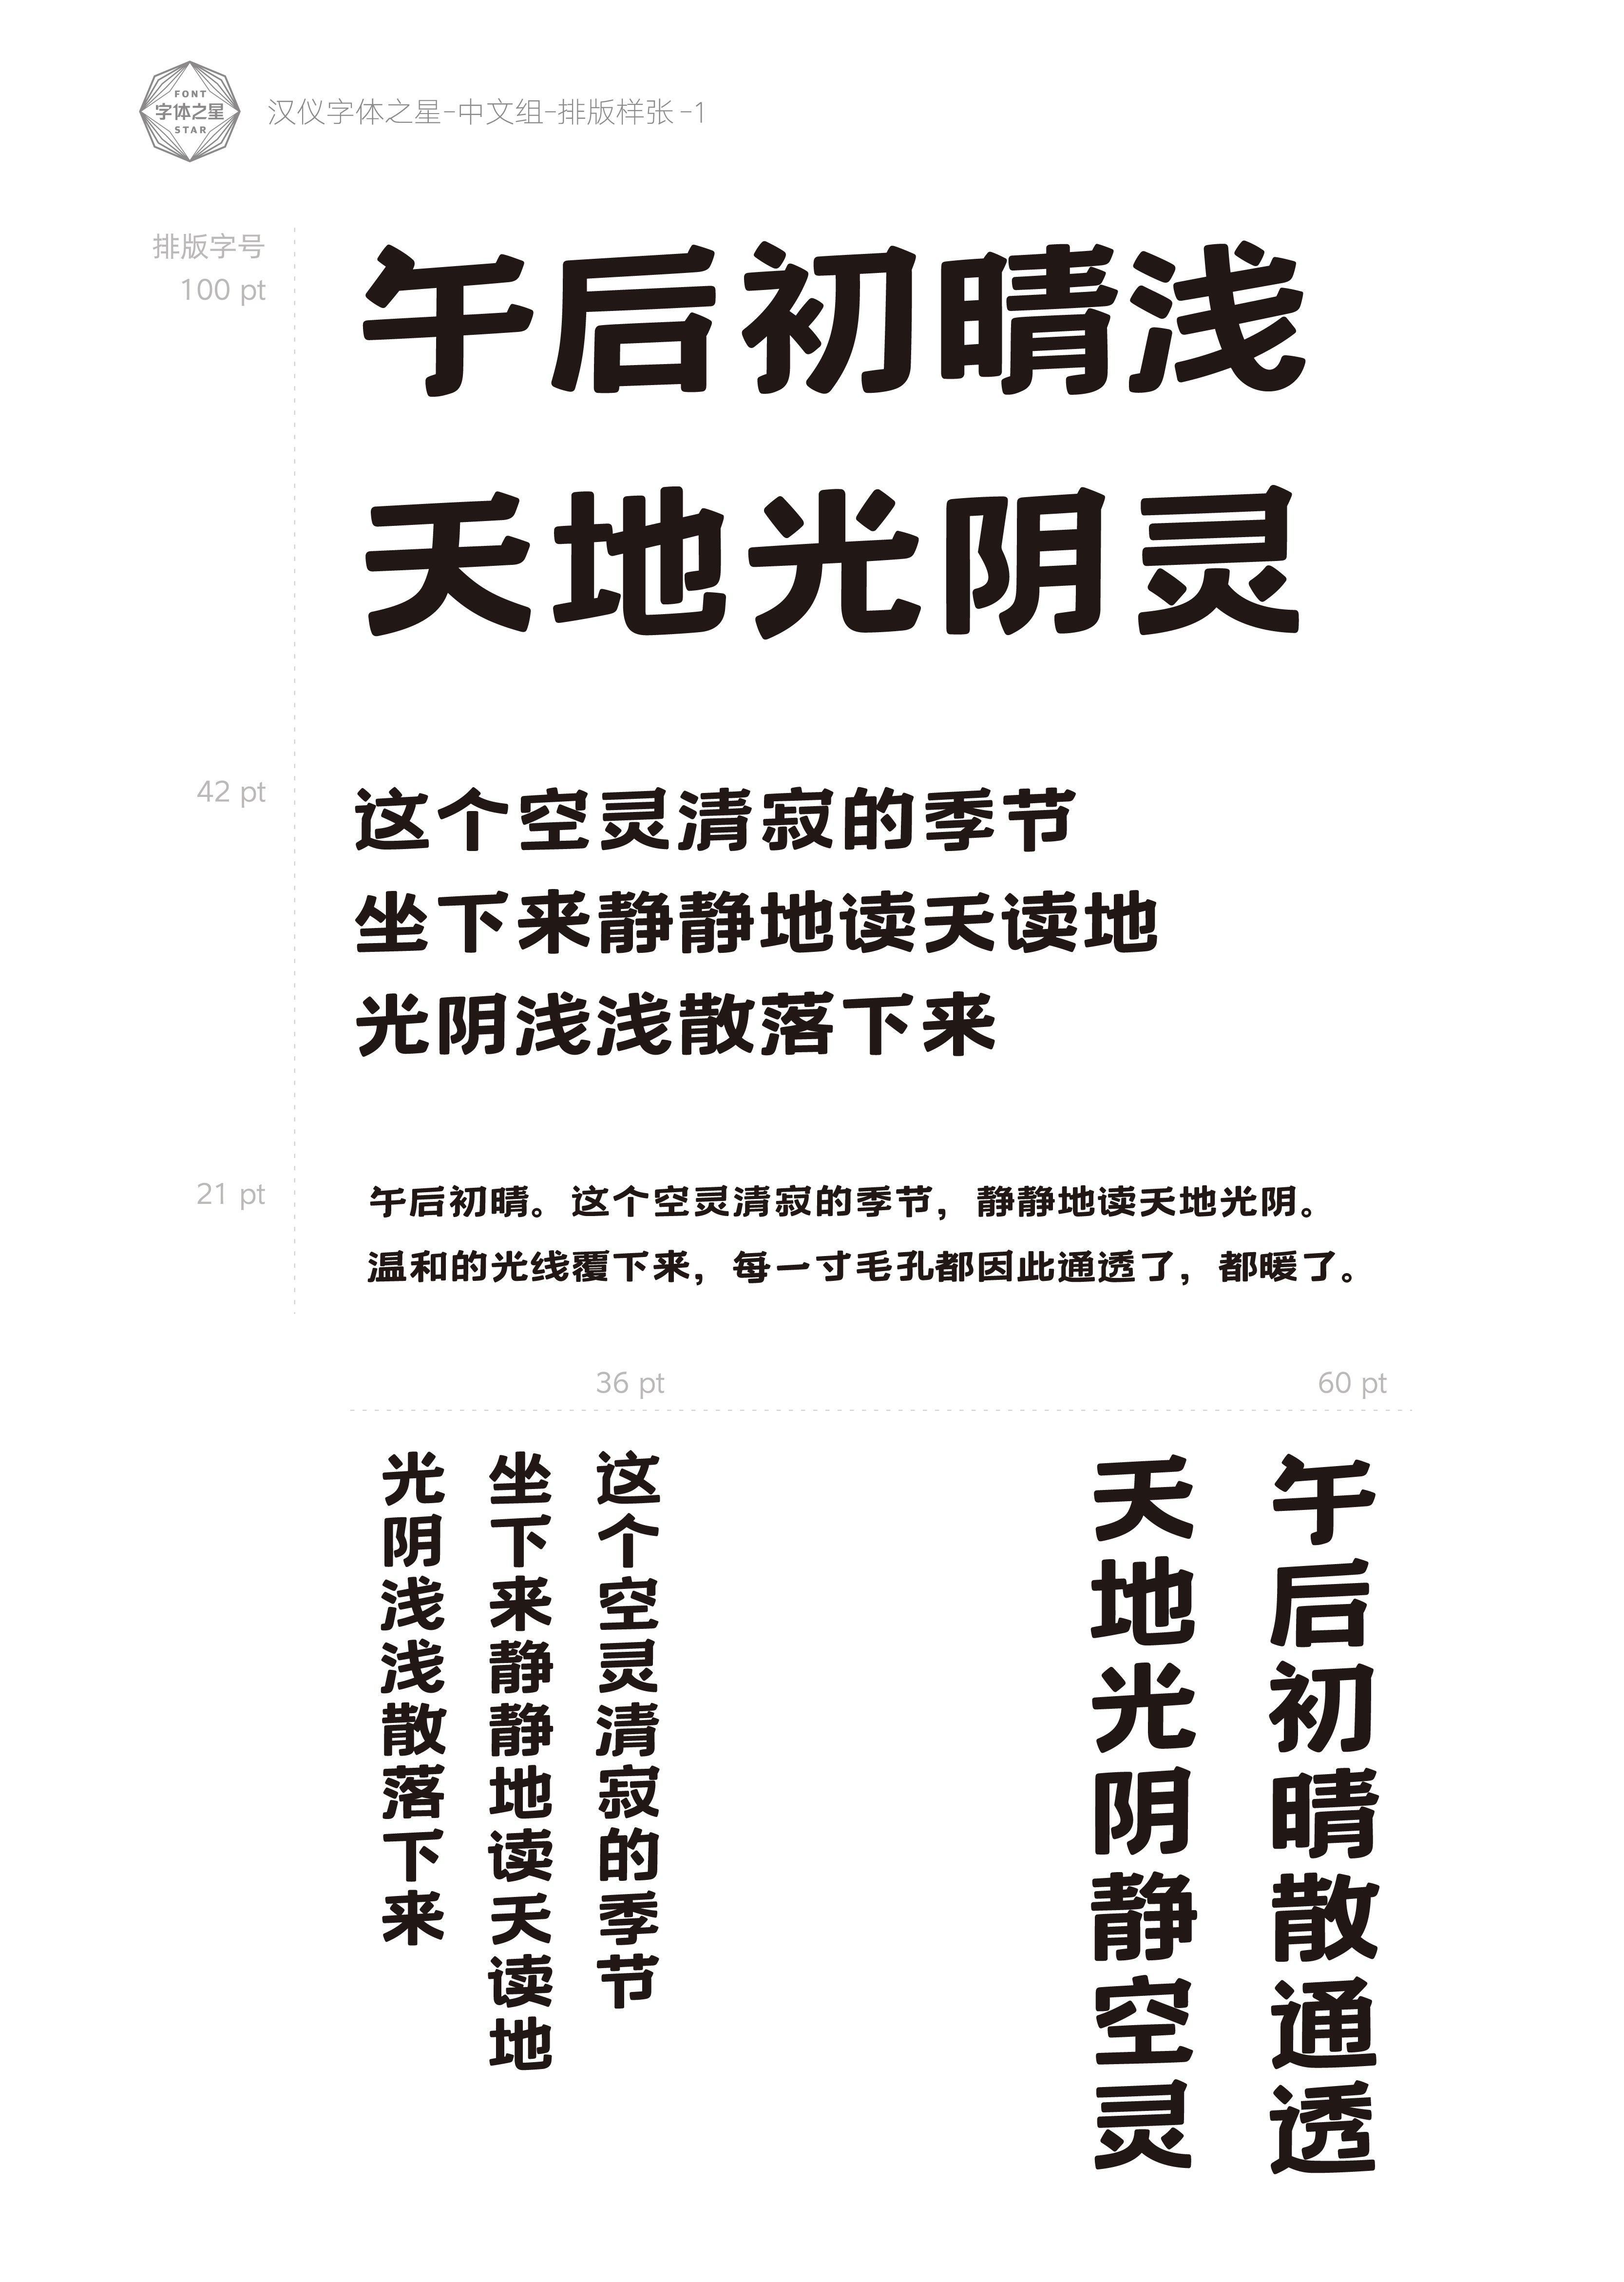 FONT
字体之星
STAR
汉仪字体之星-中文组-排版样张-1
排版字号
100 pt
午后初晴浅
天地光阴灵
42 pt
这个空灵清寂的季节
坐下来静静地读天读地
光阴浅浅散落下来
21 pt
午后初晴。这个空灵清寂的季节，静静地读天地光阴。
温和的光线覆下来，每一寸毛孔都因此通透了，都暖了。
36 pt
60 pt
午后初晴散通透
天地光阴静空灵
这个空灵清寂的季节
坐下来静静地读天读地
光阴浅浅散落下来